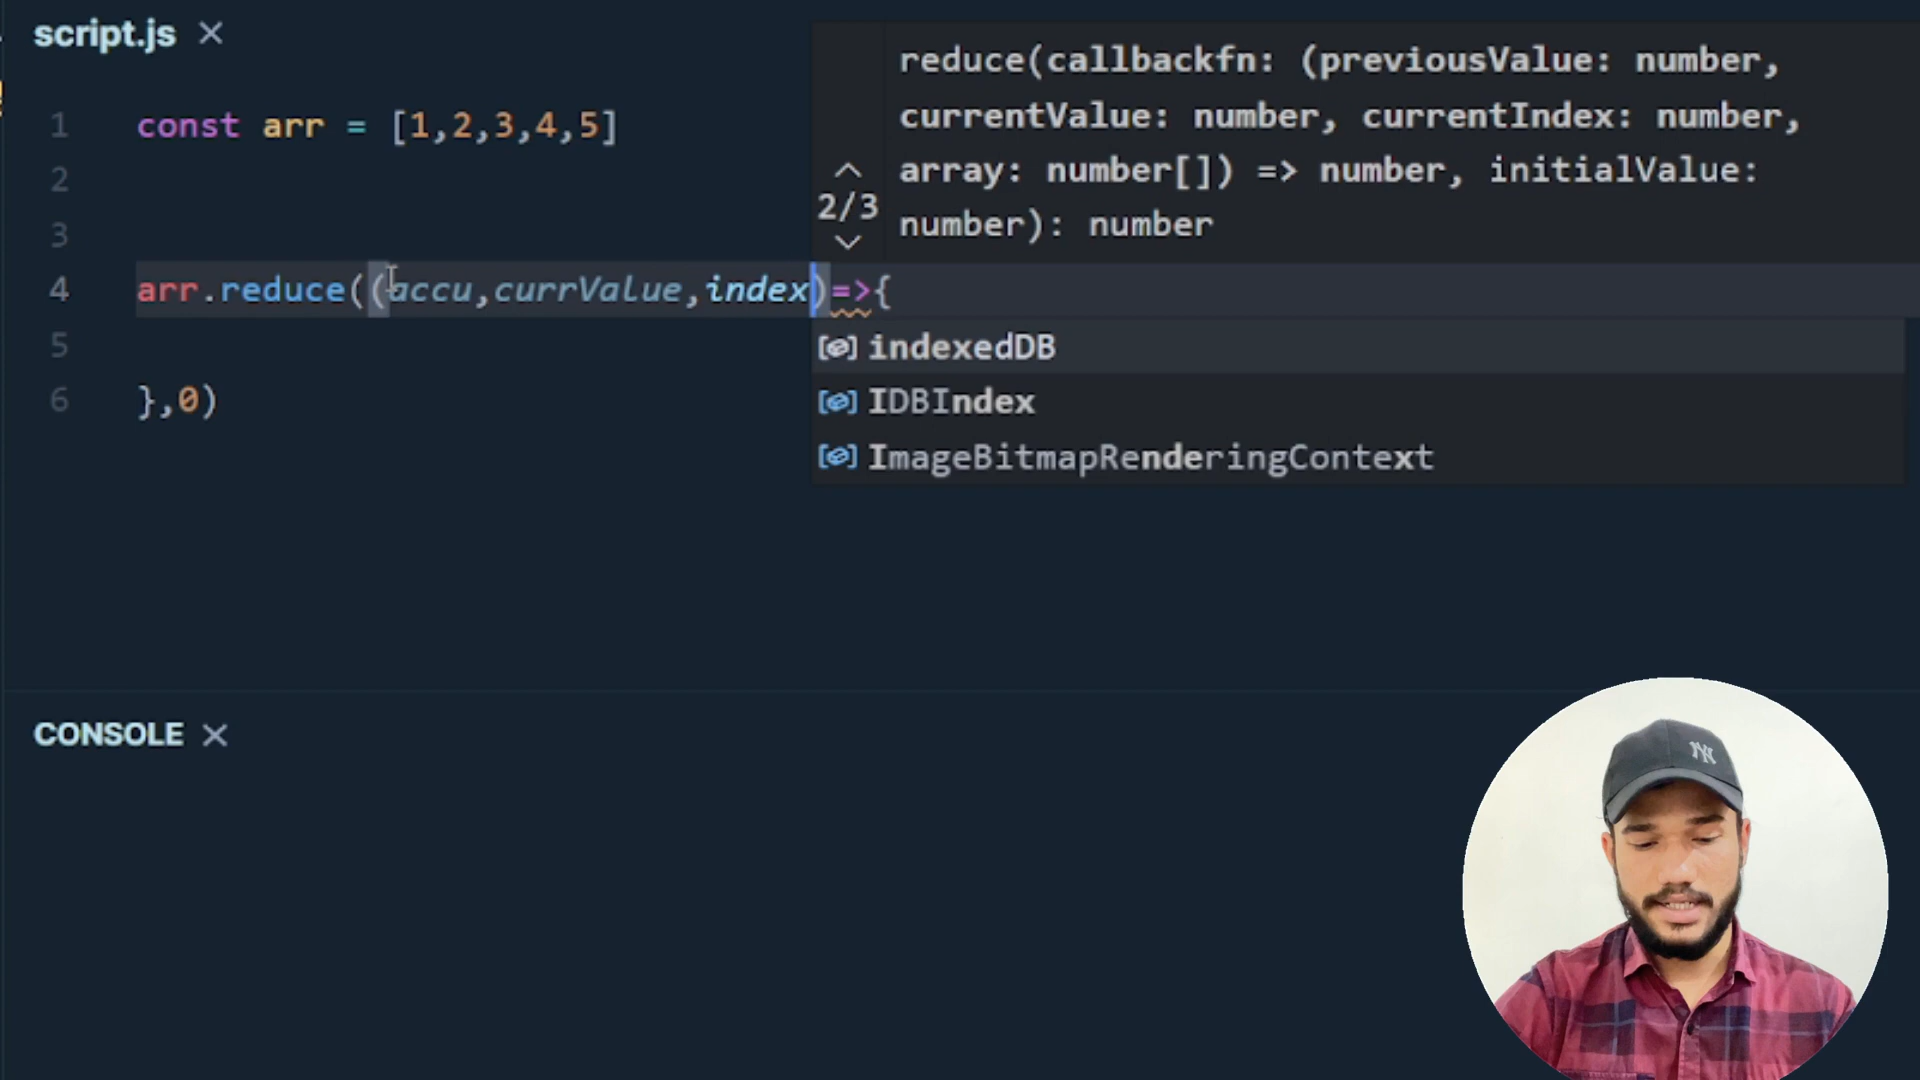 script.js
reduce(callbackfn: (previousValue: number,
currentValue: number, currentIndex: number,
array: number[]) => number, initialValue:
number): number
2/3
1 const arr = [1,2,3,4,5]
2
3
4 arr.reduce((accu,currValue,index)=>{
indexedDB
IDBIndex
ImageBitmapRenderingContext
5
6 },0)
CONSOLE
NY